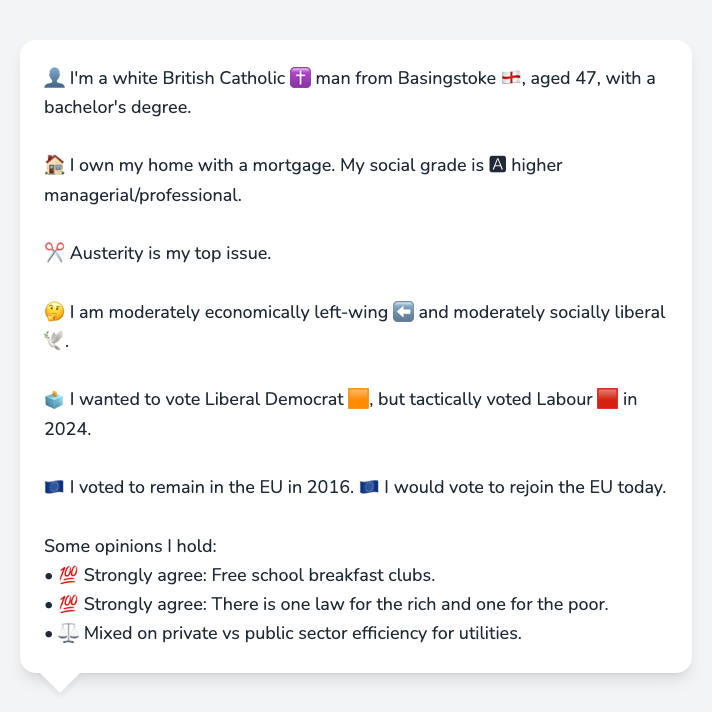 👤 I'm a white British Catholic ✝️ man from Basingstoke 🏴󠁧󠁢󠁥󠁮󠁧󠁿, aged 47, with a
bachelor's degree.
🏠 I own my home with a mortgage. My social grade is 🅰 higher
managerial/professional.
✂️ Austerity is my top issue.
🤔 I am moderately economically left-wing ⬅️ and moderately socially liberal
🕊️.
🗳️ I wanted to vote Liberal Democrat 🟧, but tactically voted Labour 🟥 in
2024.
🇪🇺 I voted to remain in the EU in 2016. 🇪🇺 I would vote to rejoin the EU today.
Some opinions I hold:
• 💯 Strongly agree: Free school breakfast clubs.
• 💯 Strongly agree: There is one law for the rich and one for the poor.
• ⚖️ Mixed on private vs public sector efficiency for utilities.